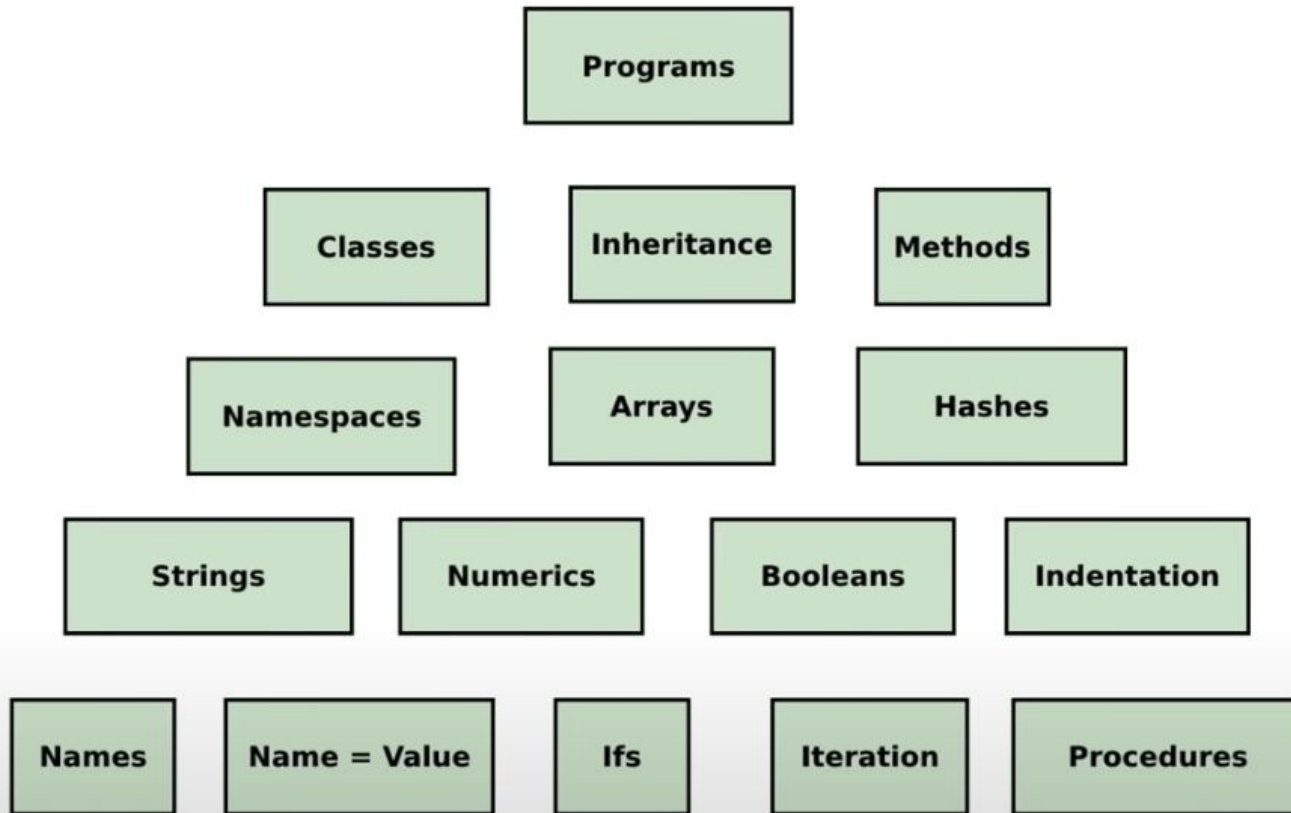 Programs
Classes Inheritance Methods
Namespaces Arrays Hashes
Strings Numerics Booleans Indentation
Names Name = Value Ifs Iteration Procedures